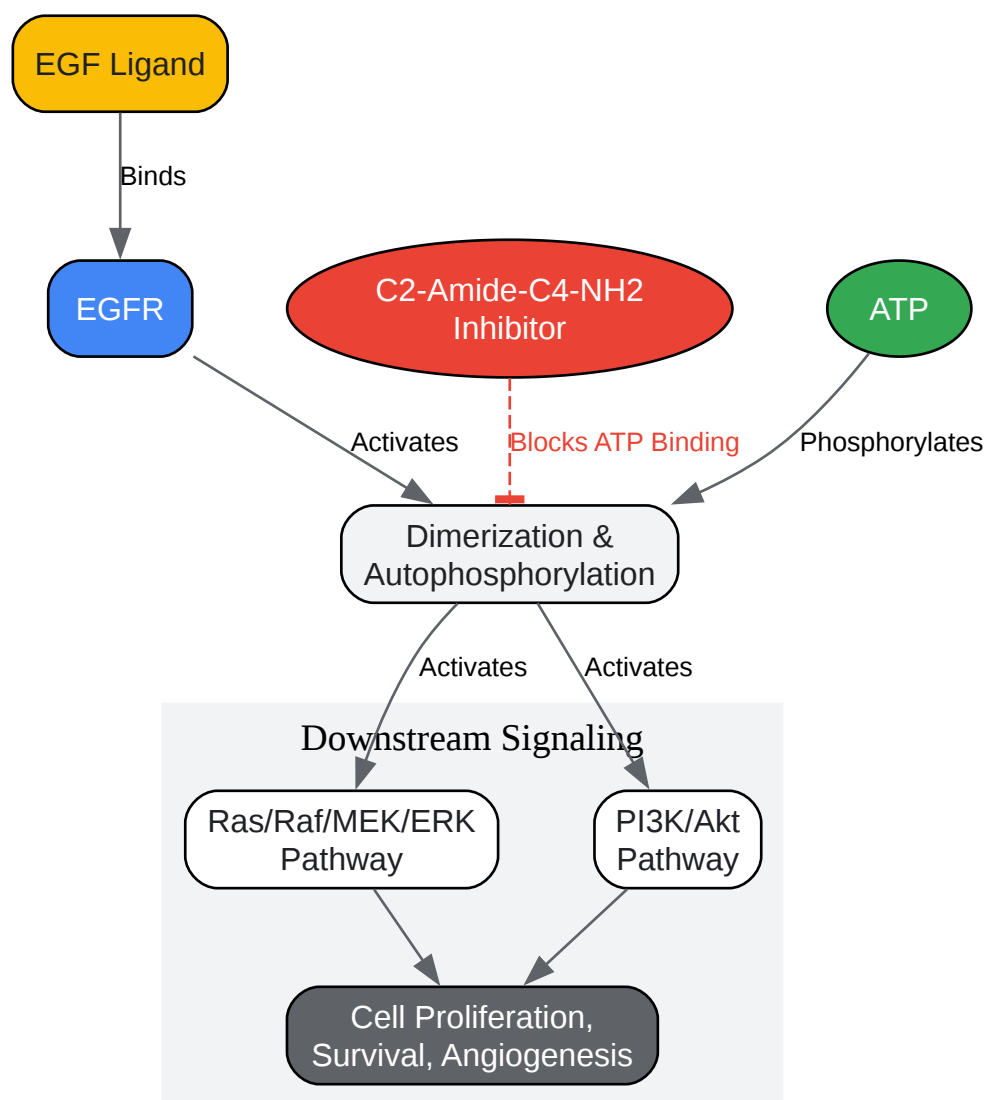 EGF Ligand
Binds
EGFR
C2-Amide-C4-NH2
Inhibitor
ATP
Activates
Blocks ATP Binding
Phosphorylates
Dimerization &
Autophosphorylation
Activates
Activates
Downstream Signaling
Ras/Raf/MEK/ERK
Pathway
PI3K/Akt
Pathway
Cell Proliferation,
Survival, Angiogenesis